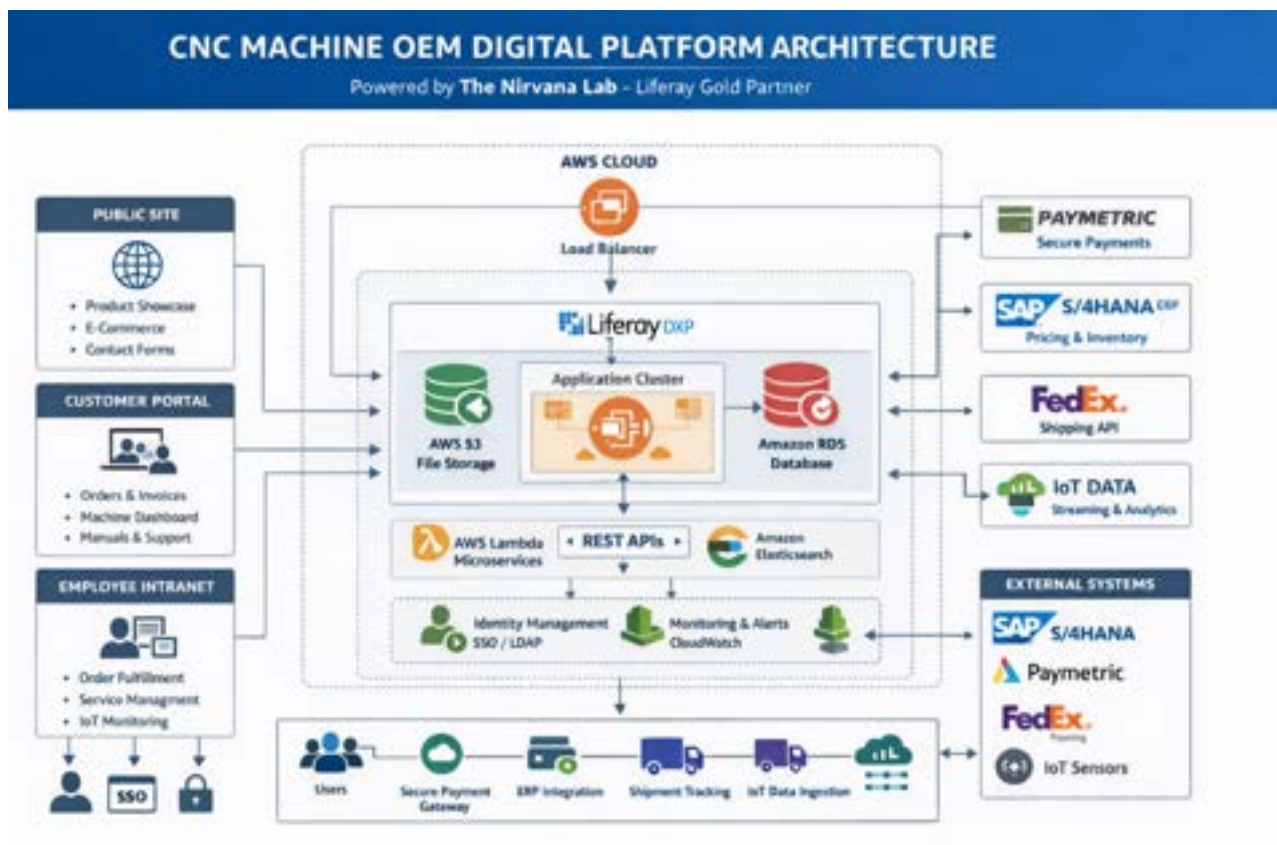 CNC MACHINE OEM DIGITAL PLATFORM ARCHITECTURE
Powered by The Nirvana Lab - Liferay Gold Partner
PUBLIC SITE
• Product Showcase
• E-Commerce
• Contact Forms
CUSTOMER PORTAL
• Orders & Invoices
• Machine Dashboard
• Manuals & Support
EMPLOYEE INTRANET
• Order Fulfillment
• Service Managment
• IoT Monitoring
SSO
AWS CLOUD
Load Balancer
Liferay DXP
Application Cluster
AWS S3
File Storage
Amazon RDS
Database
AWS Lambda
Microservices
REST APIs
Amazon
Elasticsearch
Identity Management
SSO / LDAP
Monitoring & Alerts
CloudWatch
Users
Secure Payment
Gateway
ERP Integration
Shipment Tracking
IoT Data Ingestion
PAYMETRIC
Secure Payments
SAP S/4HANA ERP
Pricing & Inventory
FedEx.
Shipping API
IoT DATA
Streaming & Analytics
EXTERNAL SYSTEMS
SAP S/4HANA
Paymetric
FedEx.
IoT Sensors